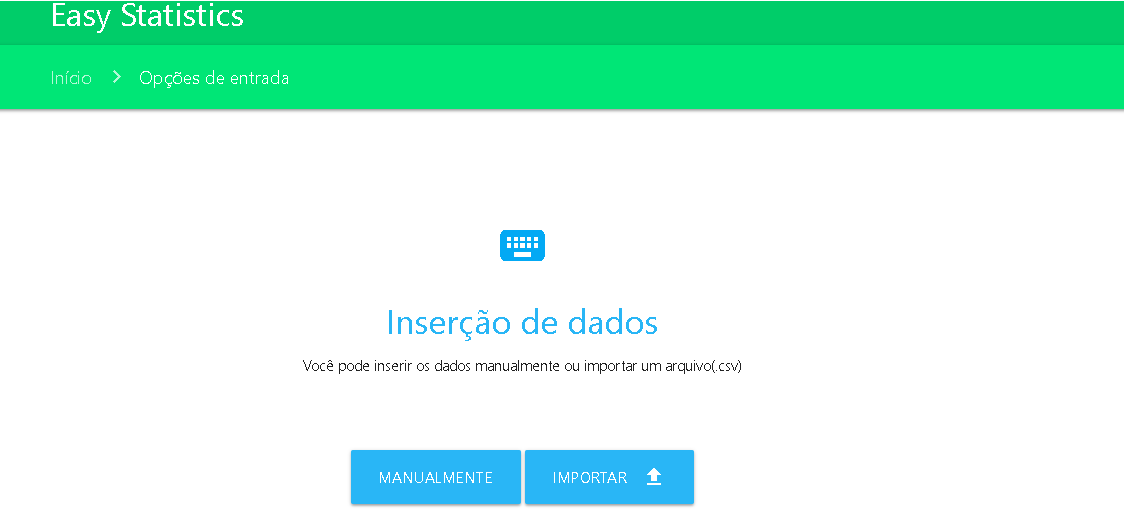 Easy Statistics
Início > Opções de entrada
Inserção de dados
Você pode inserir os dados manualmente ou importar um arquivo(.csv)
MANUALMENTE IMPORTAR